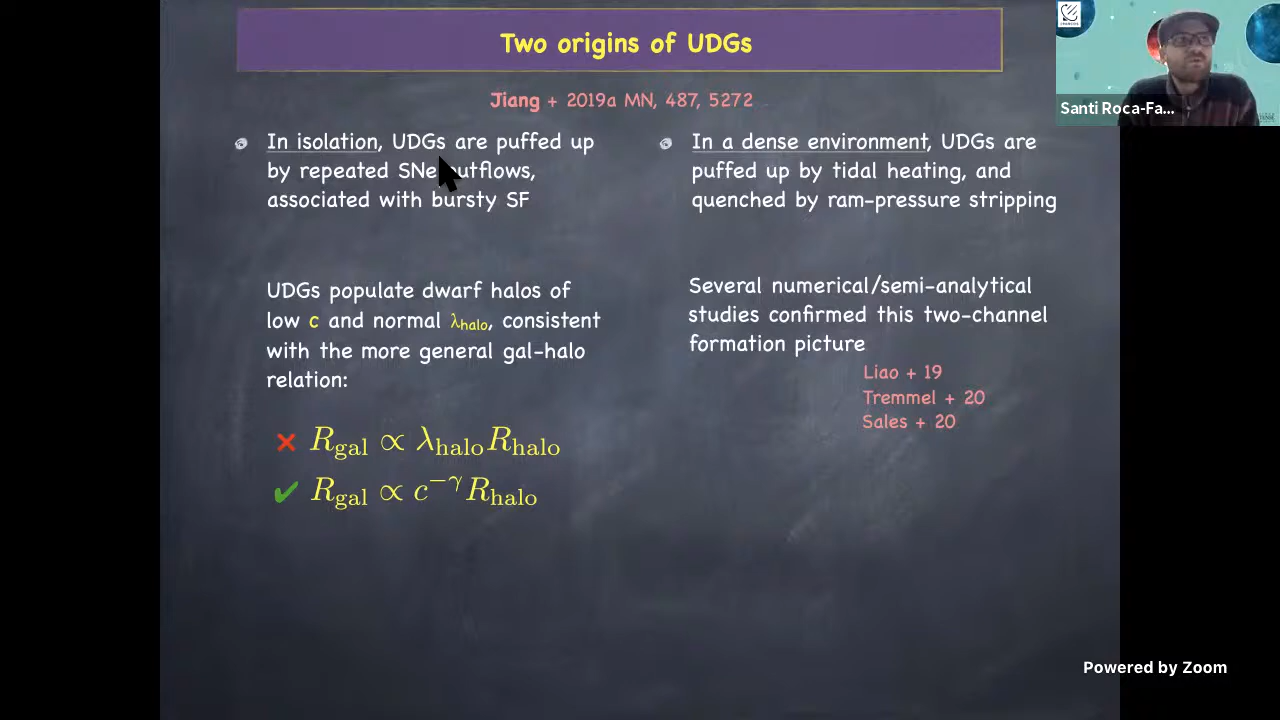 Two origins of UDGs
Jiang + 2019a MN, 487, 5272
In isolation, UDGs are puffed up
by repeated SNe outflows,
associated with bursty SF
UDGs populate dwarf halos of
low c and normal λhalo, consistent
with the more general gal-halo
relation:
✗ Rgal ∝ λhalo Rhalo
✔ Rgal ∝ c^−γ Rhalo
In a dense environment, UDGs are
puffed up by tidal heating, and
quenched by ram-pressure stripping
Several numerical/semi-analytical
studies confirmed this two-channel
formation picture
Liao + 19
Tremmel + 20
Sales + 20
Santi Roca-Fa...
Powered by Zoom